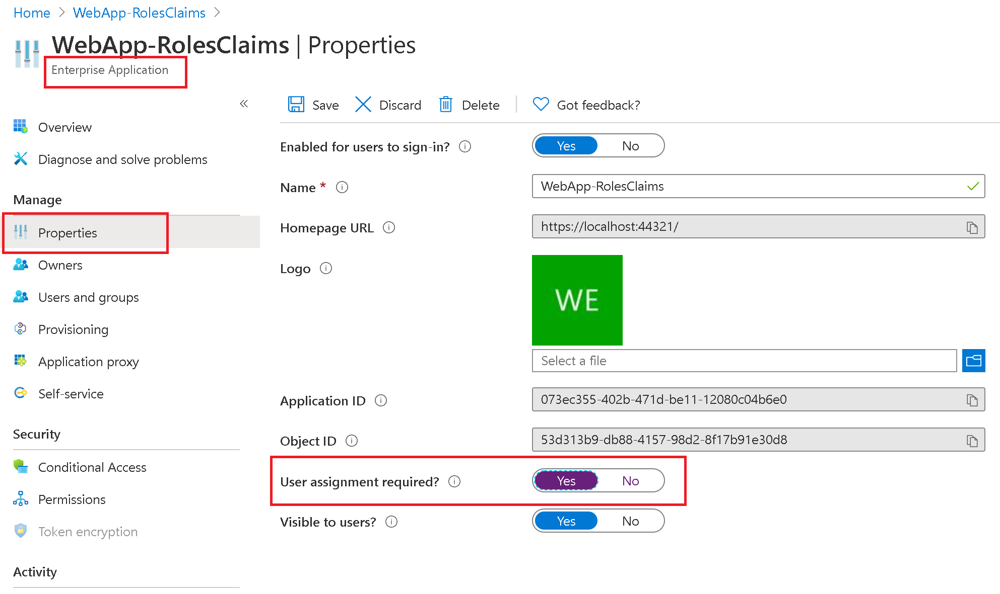 Home > WebApp-RolesClaims >
WebApp-RolesClaims | Properties
Enterprise Application
«
Save Discard Delete Got feedback?
Overview
Diagnose and solve problems
Manage
Properties
Owners
Users and groups
Provisioning
Application proxy
Self-service
Security
Conditional Access
Permissions
Token encryption
Activity
Enabled for users to sign-in? Yes No
Name * WebApp-RolesClaims
Homepage URL https://localhost:44321/
Logo
WE
Select a file
Application ID 073ec355-402b-471d-be11-12080c04b6e0
Object ID 53d313b9-db88-4157-98d2-8f17b91e30d8
User assignment required? Yes No
Visible to users? Yes No